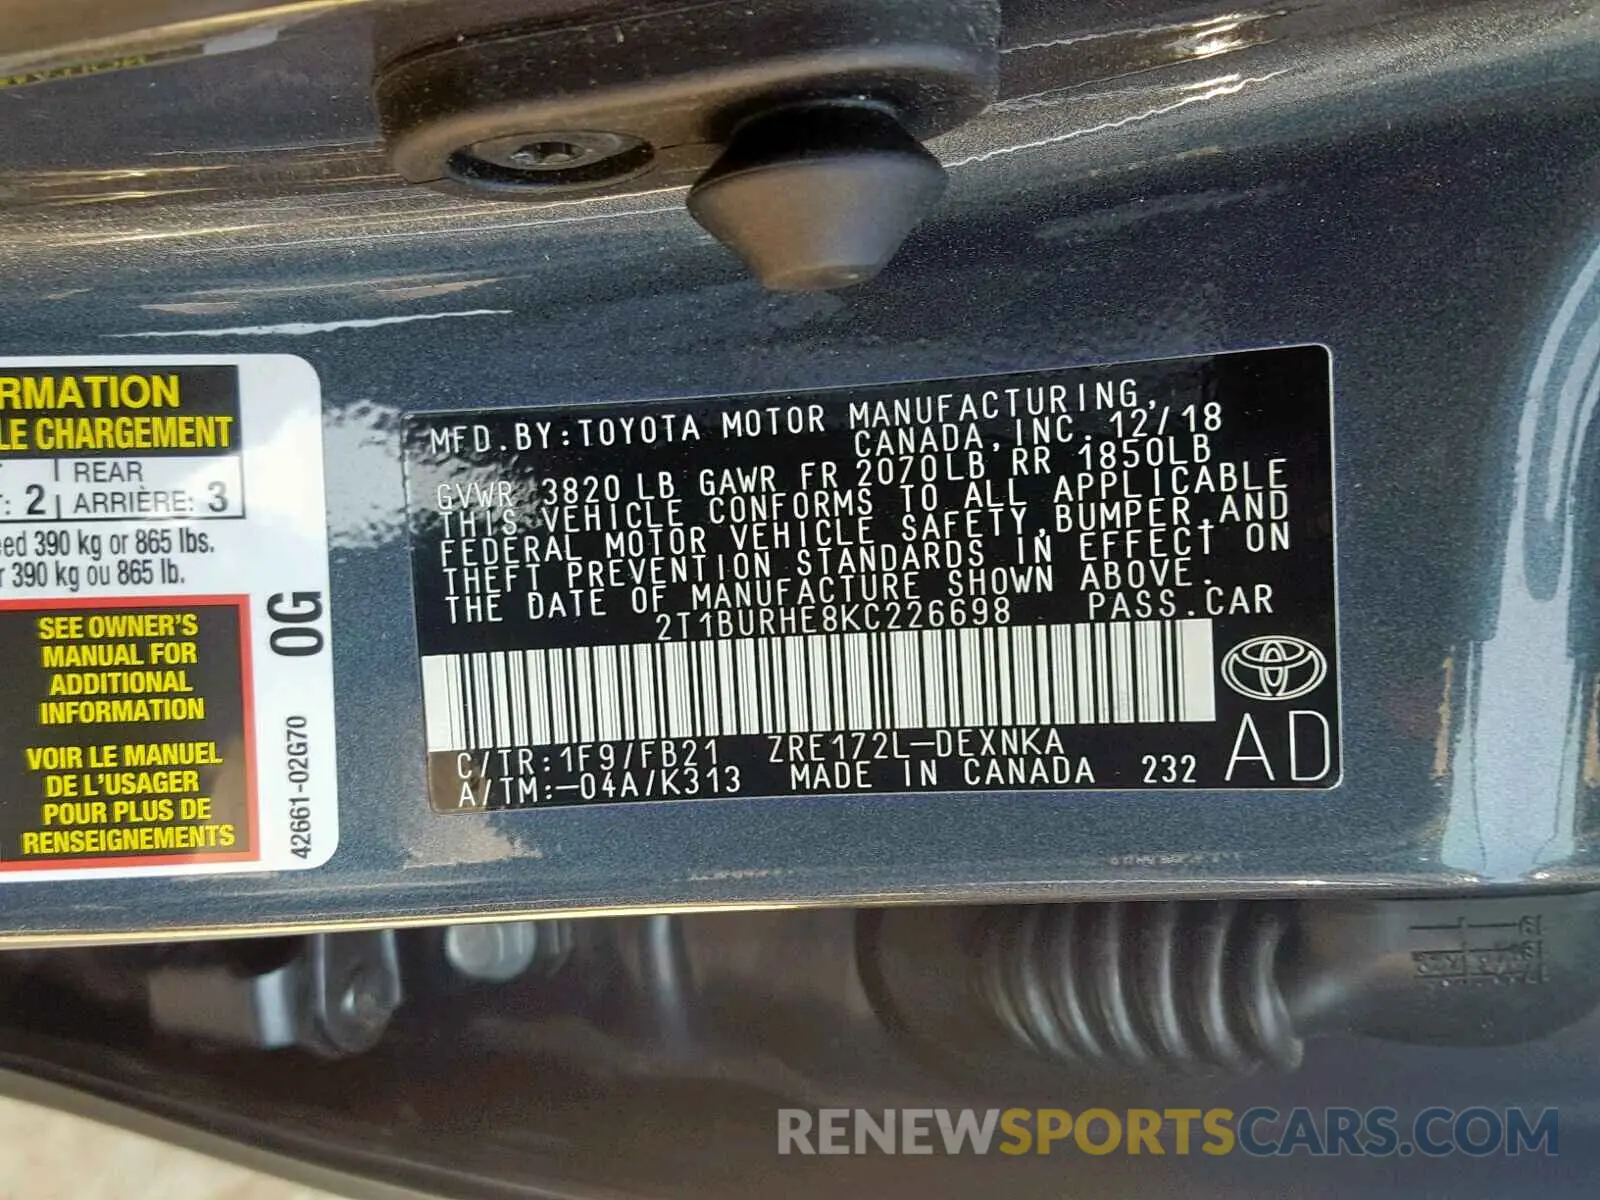 RMATION
LE CHARGEMENT
REAR
: 2 ARRIÈRE: 3
eed 390 kg or 865 lbs.
r 390 kg ou 865 lb.
SEE OWNER'S
MANUAL FOR
ADDITIONAL
INFORMATION
VOIR LE MANUEL
DE L'USAGER
POUR PLUS DE
RENSEIGNEMENTS
0G
42661-02G70
MFD.BY:TOYOTA MOTOR MANUFACTURING,
CANADA,INC. 12/18
GVWR 3820 LB GAWR FR 2070LB RR 1850LB
THIS VEHICLE CONFORMS TO ALL APPLICABLE
FEDERAL MOTOR VEHICLE SAFETY,BUMPER,AND
THEFT PREVENTION STANDARDS IN EFFECT ON
THE DATE OF MANUFACTURE SHOWN ABOVE.
2T1BURHE8KC226698 PASS.CAR
C/TR:1F9/FB21 ZRE172L-DEXNKA
A/TM:-04A/K313 MADE IN CANADA 232
AD
RENEWSPORTSCARS.COM